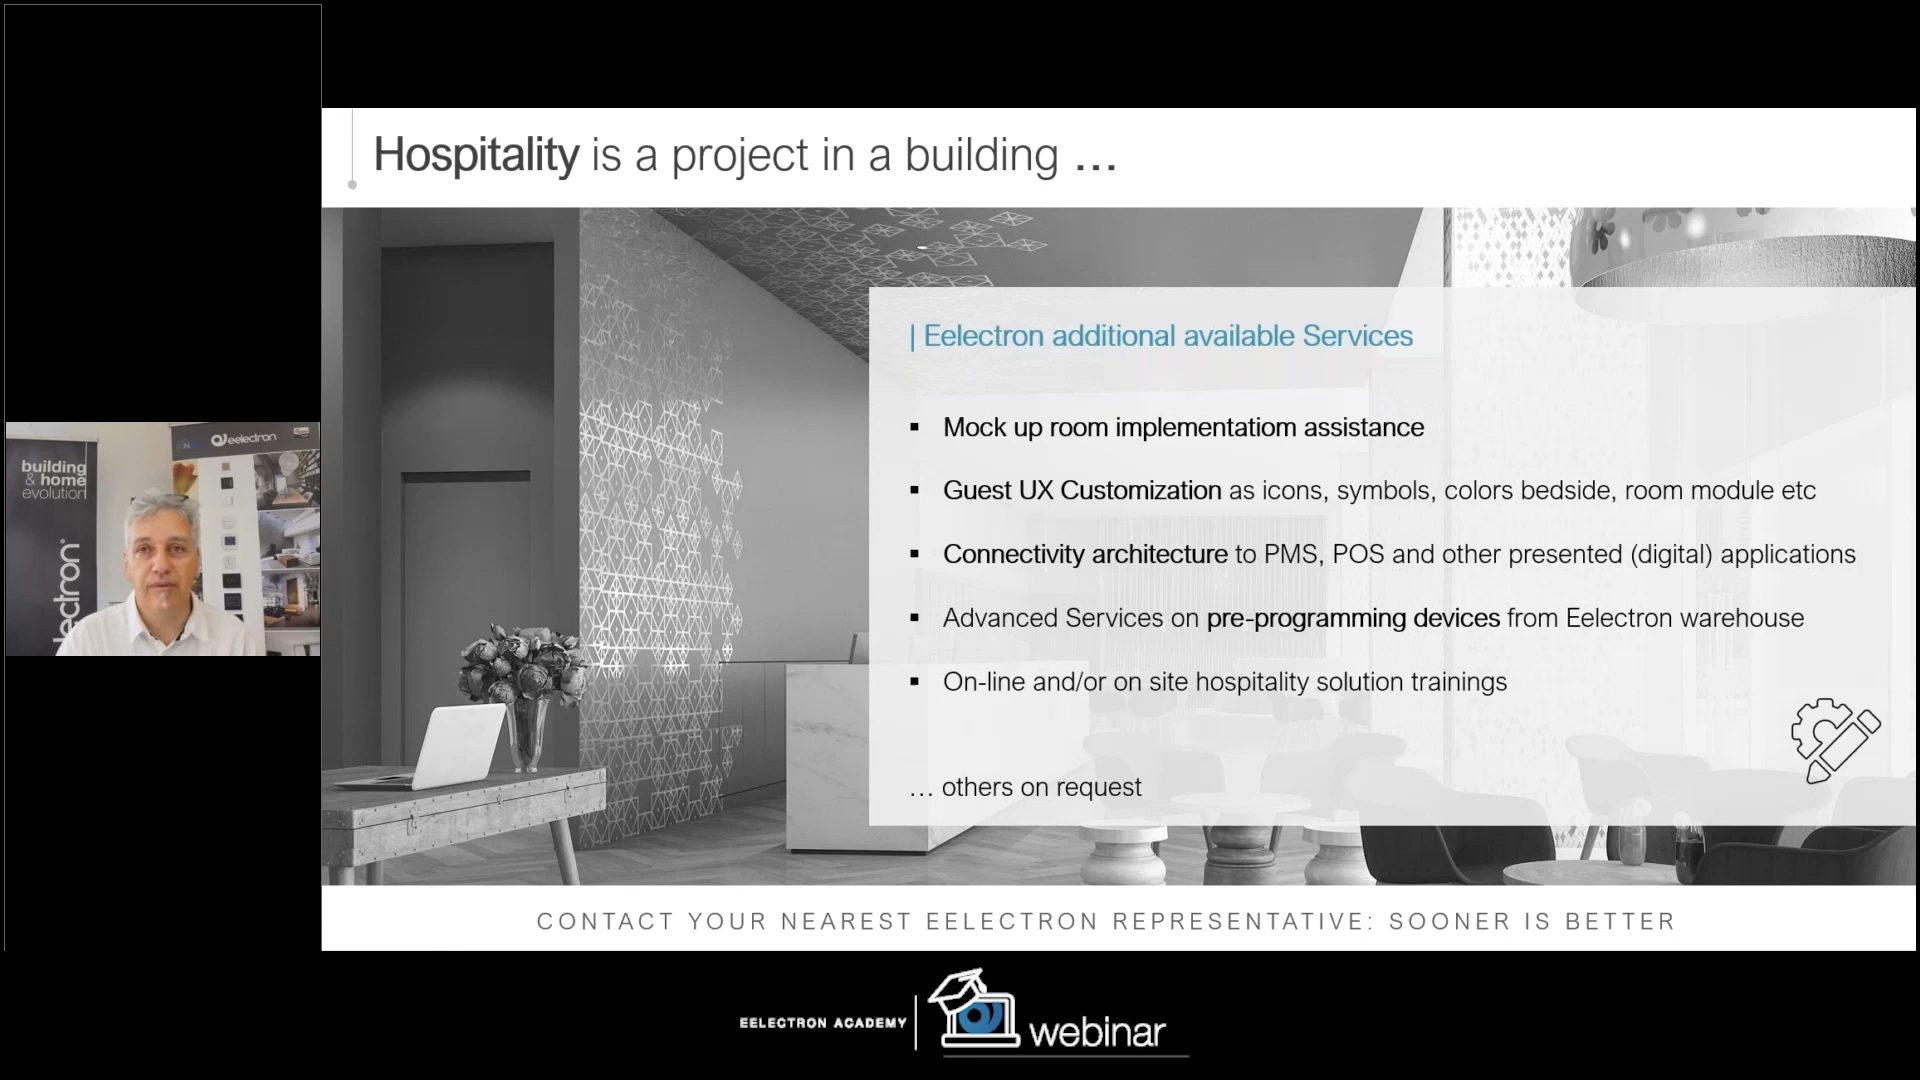 Hospitality is a project in a building ...
| Eelectron additional available Services
▪ Mock up room implementatiom assistance
▪ Guest UX Customization as icons, symbols, colors bedside, room module etc
▪ Connectivity architecture to PMS, POS and other presented (digital) applications
▪ Advanced Services on pre-programming devices from Eelectron warehouse
▪ On-line and/or on site hospitality solution trainings
... others on request
CONTACT YOUR NEAREST EELECTRON REPRESENTATIVE: SOONER IS BETTER
building
& home
evolution
eelectron
ectron
EELECTRON ACADEMY
webinar